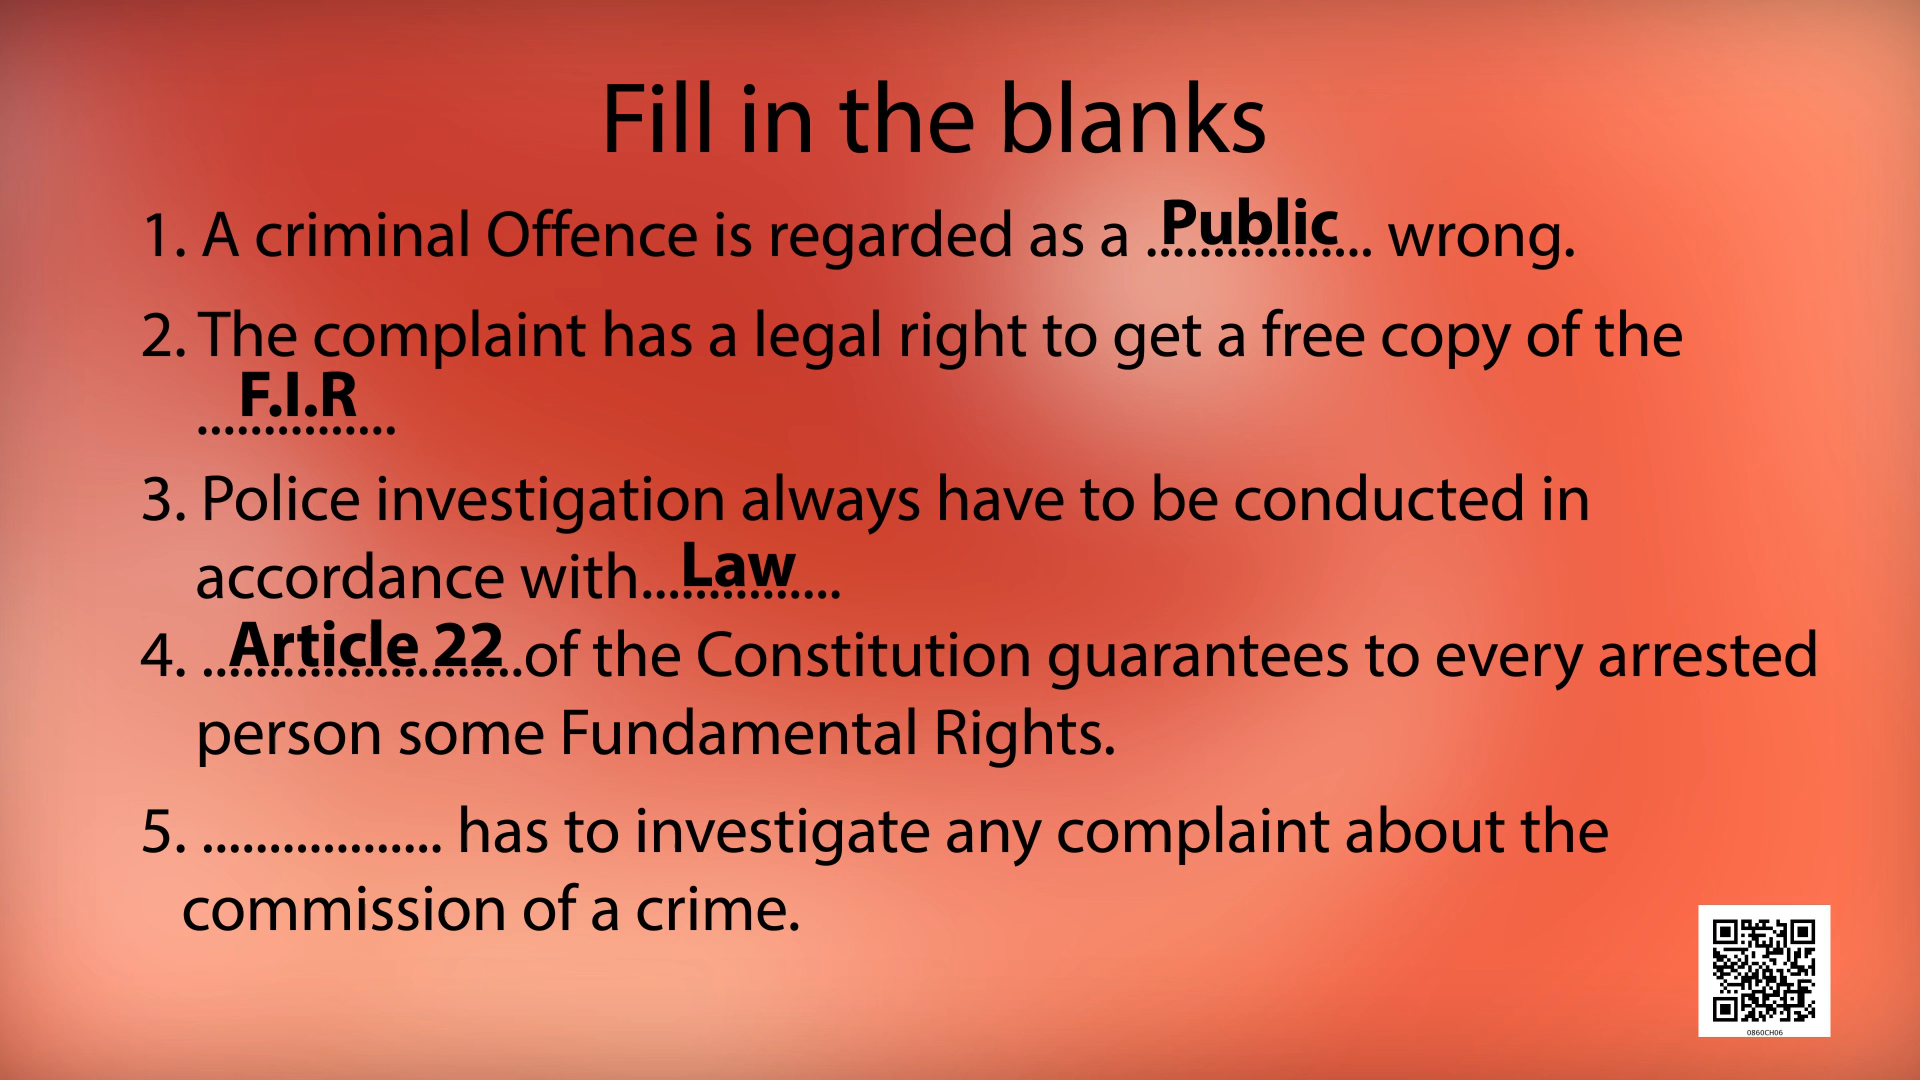 Fill in the blanks
1. A criminal Offence is regarded as a .....Public..... wrong.
2. The complaint has a legal right to get a free copy of the
.....F.I.R.....
3. Police investigation always have to be conducted in
accordance with.....Law.....
4. .....Article 22.....of the Constitution guarantees to every arrested
person some Fundamental Rights.
5. .................. has to investigate any complaint about the
commission of a crime.
0860CH06